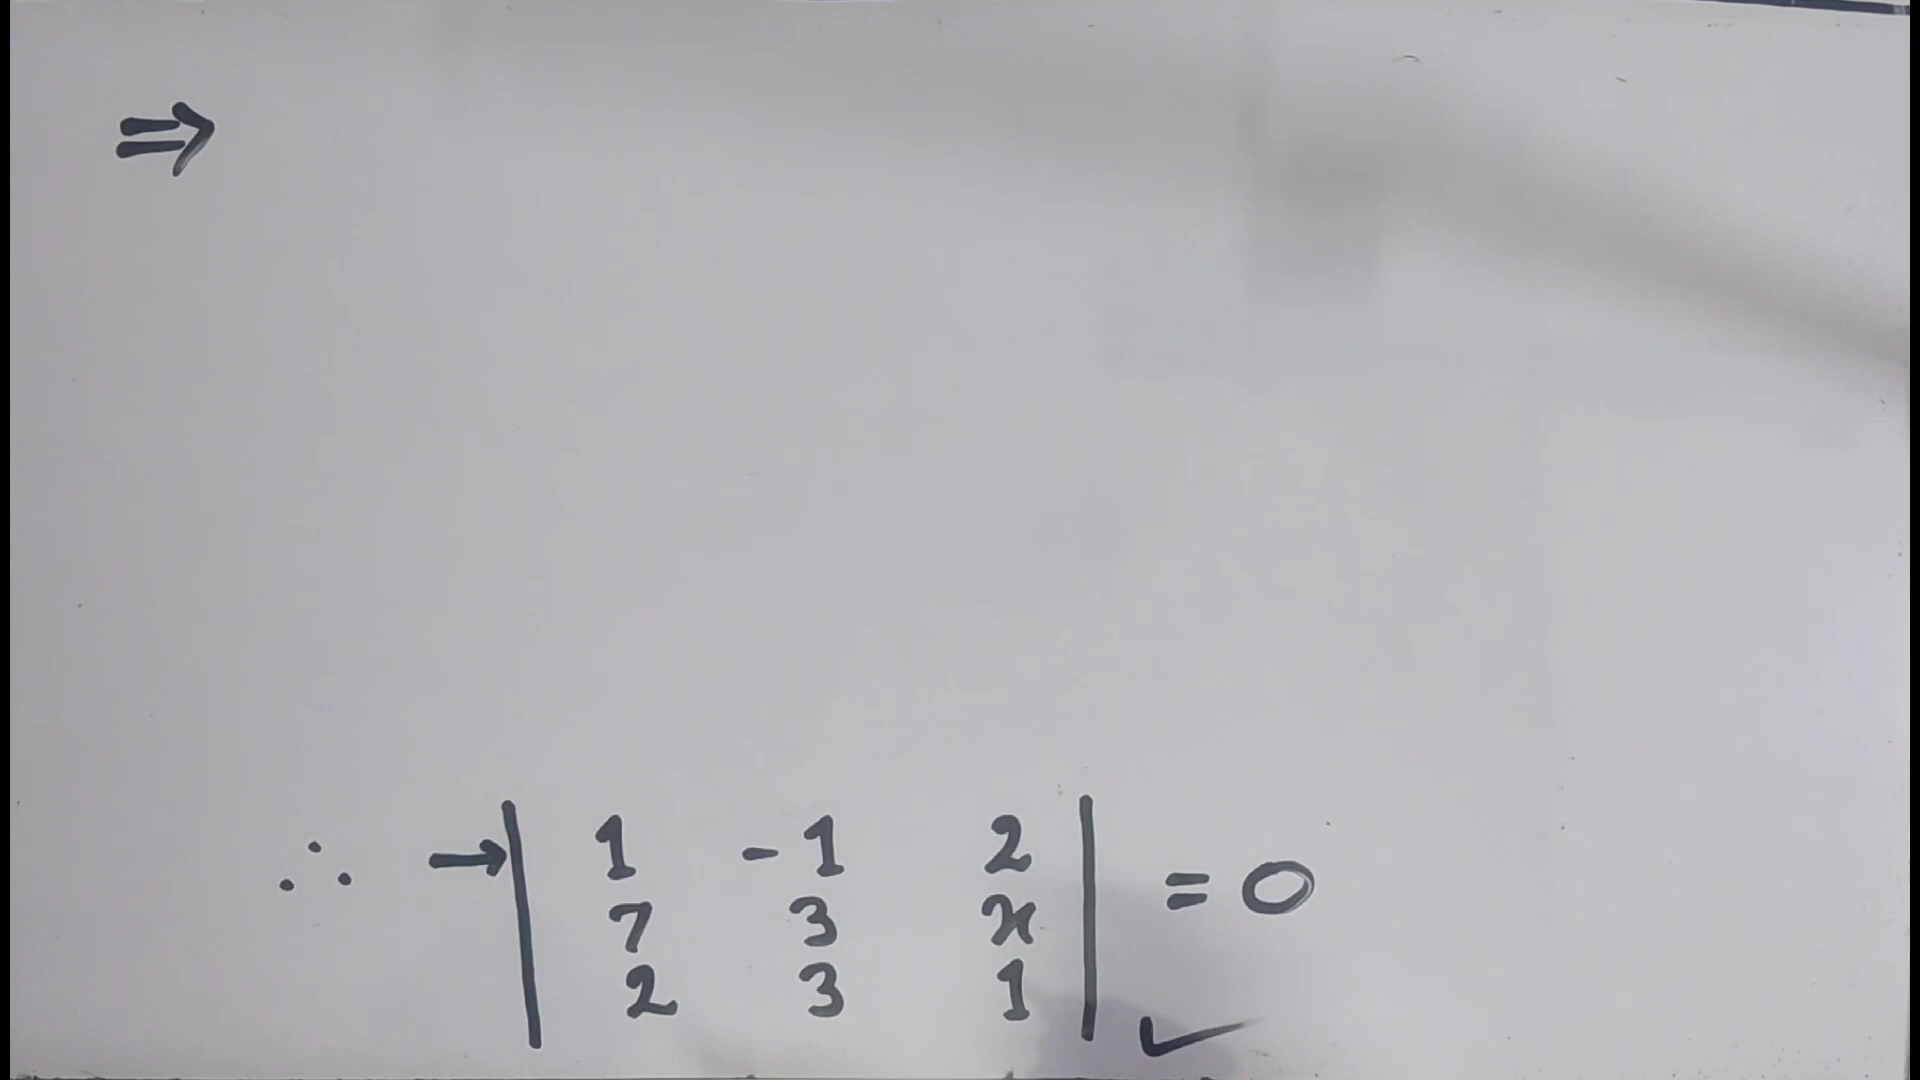 ⇒
∴ → | 1 -1 2 | = 0
| 7 3 x |
| 2 3 1 | ✓